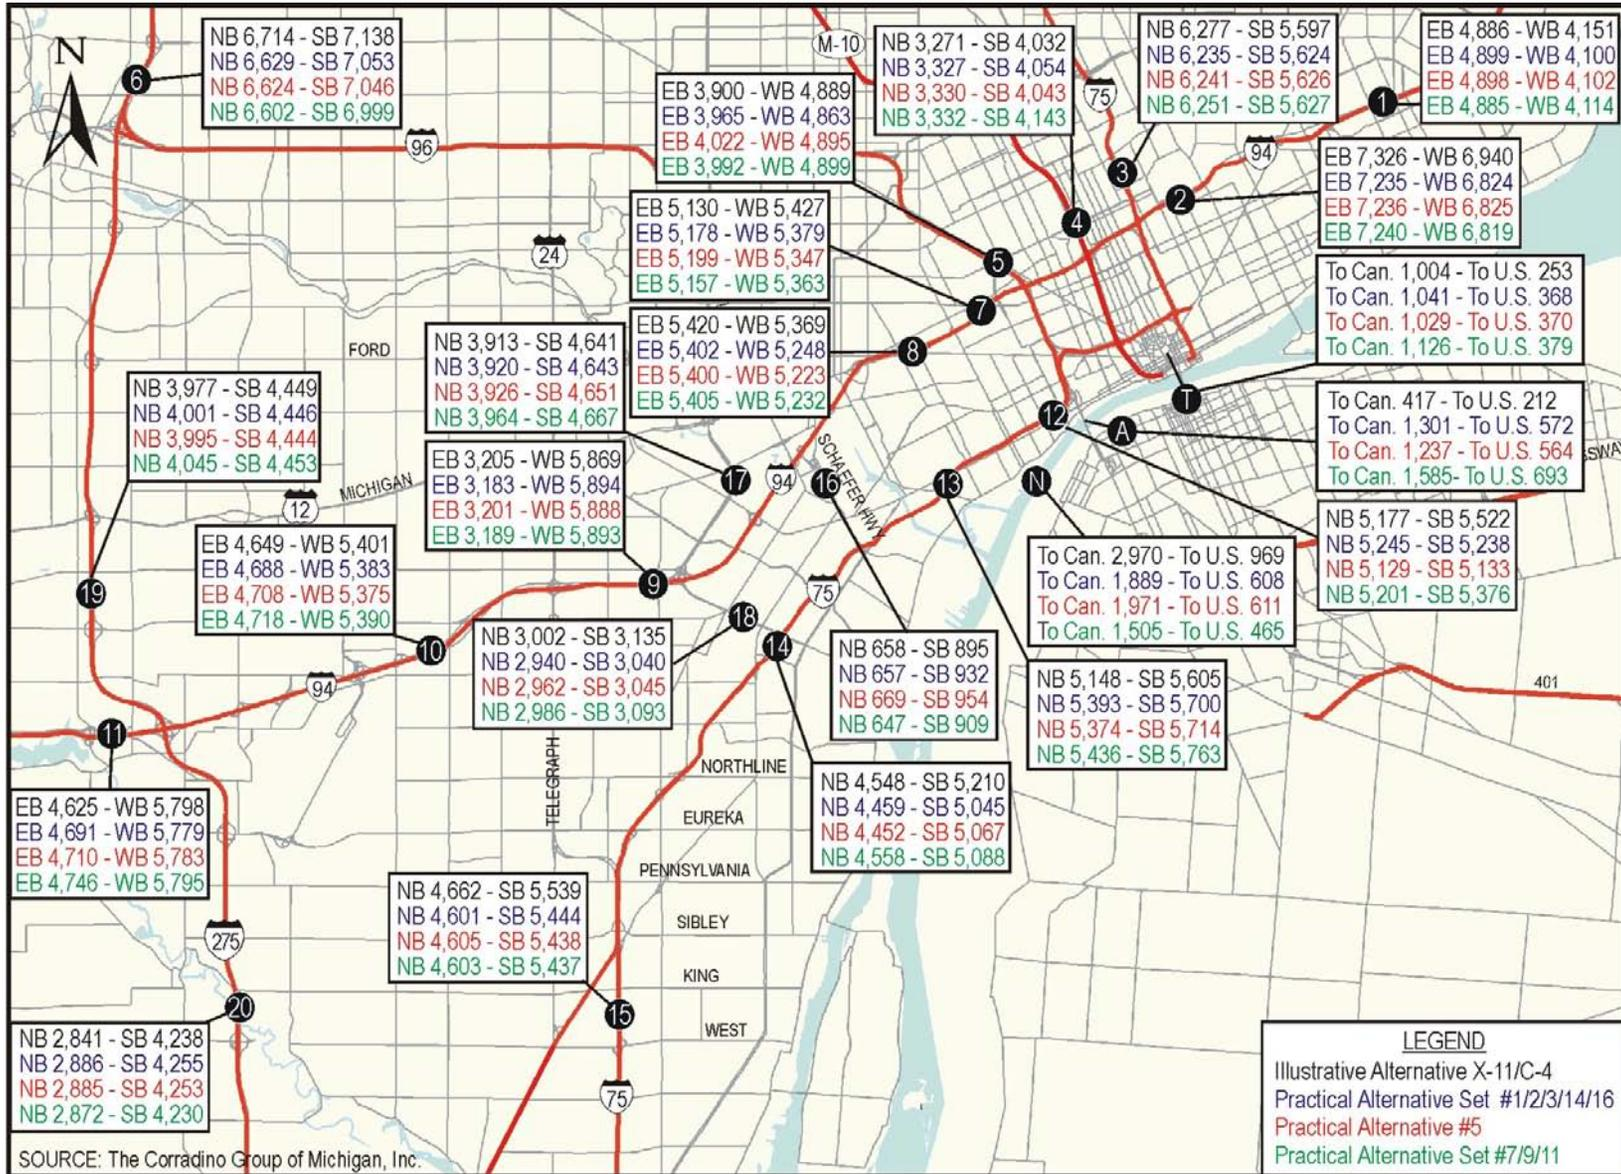 N
6
NB 6,714 - SB 7,138
NB 6,629 - SB 7,053
NB 6,624 - SB 7,046
NB 6,602 - SB 6,999
96
M-10
NB 3,271 - SB 4,032
NB 3,327 - SB 4,054
NB 3,330 - SB 4,043
NB 3,332 - SB 4,143
75
NB 6,277 - SB 5,597
NB 6,235 - SB 5,624
NB 6,241 - SB 5,626
NB 6,251 - SB 5,627
EB 4,886 - WB 4,151
EB 4,899 - WB 4,100
EB 4,898 - WB 4,102
EB 4,885 - WB 4,114
1
94
EB 3,900 - WB 4,889
EB 3,965 - WB 4,863
EB 4,022 - WB 4,895
EB 3,992 - WB 4,899
3
2
4
5
7
8
EB 7,326 - WB 6,940
EB 7,235 - WB 6,824
EB 7,236 - WB 6,825
EB 7,240 - WB 6,819
24
EB 5,130 - WB 5,427
EB 5,178 - WB 5,379
EB 5,199 - WB 5,347
EB 5,157 - WB 5,363
To Can. 1,004 - To U.S. 253
To Can. 1,041 - To U.S. 368
To Can. 1,029 - To U.S. 370
To Can. 1,126 - To U.S. 379
EB 5,420 - WB 5,369
EB 5,402 - WB 5,248
EB 5,400 - WB 5,223
EB 5,405 - WB 5,232
FORD
NB 3,913 - SB 4,641
NB 3,920 - SB 4,643
NB 3,926 - SB 4,651
NB 3,964 - SB 4,667
T
12
A
To Can. 417 - To U.S. 212
To Can. 1,301 - To U.S. 572
To Can. 1,237 - To U.S. 564
To Can. 1,585- To U.S. 693
GSWA
NB 3,977 - SB 4,449
NB 4,001 - SB 4,446
NB 3,995 - SB 4,444
NB 4,045 - SB 4,453
MICHIGAN
12
EB 3,205 - WB 5,869
EB 3,183 - WB 5,894
EB 3,201 - WB 5,888
EB 3,189 - WB 5,893
17
94
16
SCHAEFER HWY
13
N
NB 5,177 - SB 5,522
NB 5,245 - SB 5,238
NB 5,129 - SB 5,133
NB 5,201 - SB 5,376
EB 4,649 - WB 5,401
EB 4,688 - WB 5,383
EB 4,708 - WB 5,375
EB 4,718 - WB 5,390
To Can. 2,970 - To U.S. 969
To Can. 1,889 - To U.S. 608
To Can. 1,971 - To U.S. 611
To Can. 1,505 - To U.S. 465
19
9
75
18
14
10
94
NB 3,002 - SB 3,135
NB 2,940 - SB 3,040
NB 2,962 - SB 3,045
NB 2,986 - SB 3,093
NB 658 - SB 895
NB 657 - SB 932
NB 669 - SB 954
NB 647 - SB 909
NB 5,148 - SB 5,605
NB 5,393 - SB 5,700
NB 5,374 - SB 5,714
NB 5,436 - SB 5,763
401
11
TELEGRAPH
NORTHLINE
EUREKA
PENNSYLVANIA
SIBLEY
KING
WEST
NB 4,548 - SB 5,210
NB 4,459 - SB 5,045
NB 4,452 - SB 5,067
NB 4,558 - SB 5,088
EB 4,625 - WB 5,798
EB 4,691 - WB 5,779
EB 4,710 - WB 5,783
EB 4,746 - WB 5,795
275
NB 4,662 - SB 5,539
NB 4,601 - SB 5,444
NB 4,605 - SB 5,438
NB 4,603 - SB 5,437
15
75
20
NB 2,841 - SB 4,238
NB 2,886 - SB 4,255
NB 2,885 - SB 4,253
NB 2,872 - SB 4,230
SOURCE: The Corradino Group of Michigan, Inc.
LEGEND
Illustrative Alternative X-11/C-4
Practical Alternative Set #1/2/3/14/16
Practical Alternative #5
Practical Alternative Set #7/9/11